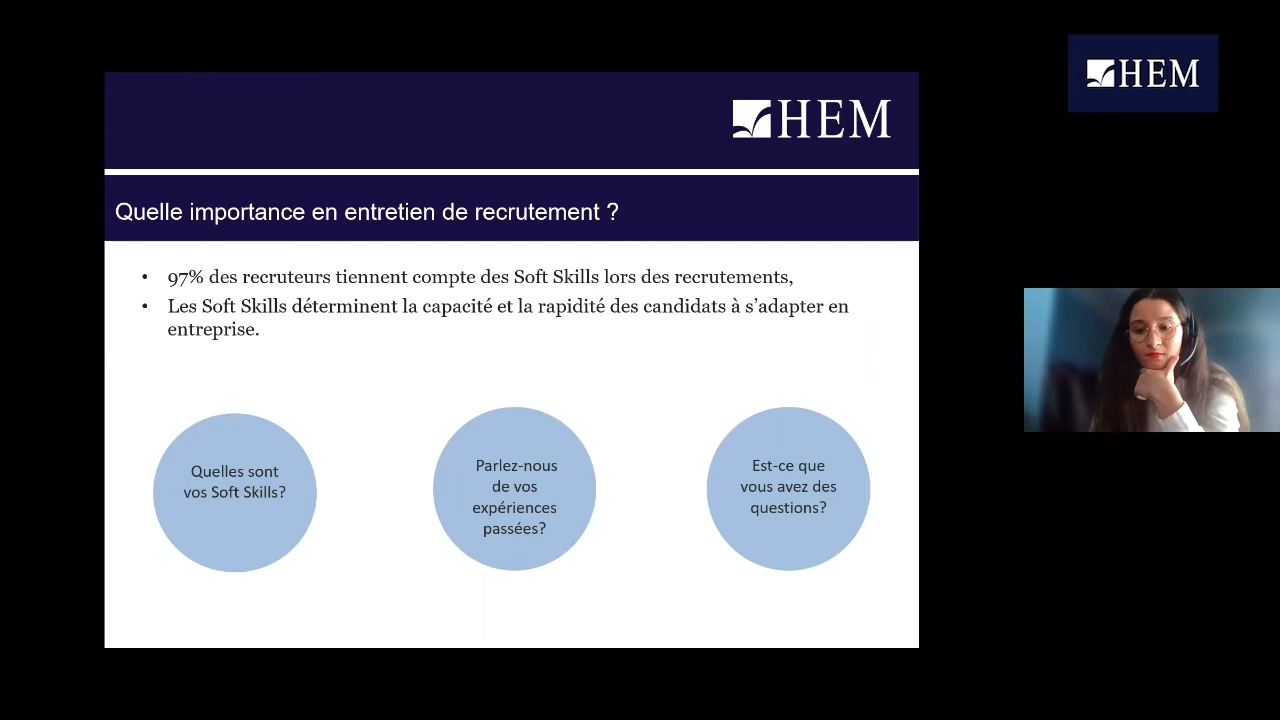 HEM
HEM
Quelle importance en entretien de recrutement ?
• 97% des recruteurs tiennent compte des Soft Skills lors des recrutements,
• Les Soft Skills déterminent la capacité et la rapidité des candidats à s’adapter en
entreprise.
Quelles sont
vos Soft Skills?
Parlez-nous
de vos
expériences
passées?
Est-ce que
vous avez des
questions?